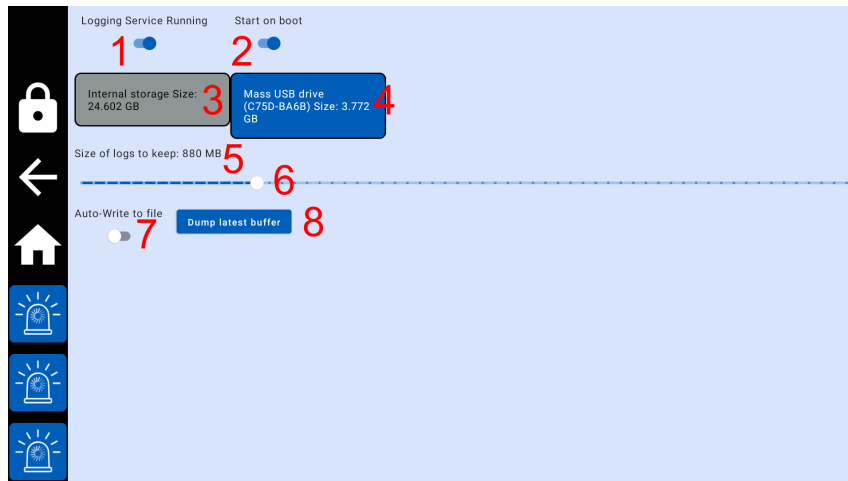 Logging Service Running
Start on boot
1
2
Internal storage Size:
24.602 GB
3
Mass USB drive
(C75D-BA6B) Size: 3.772
GB
4
Size of logs to keep: 880 MB
5
6
Auto-Write to file
7
Dump latest buffer
8